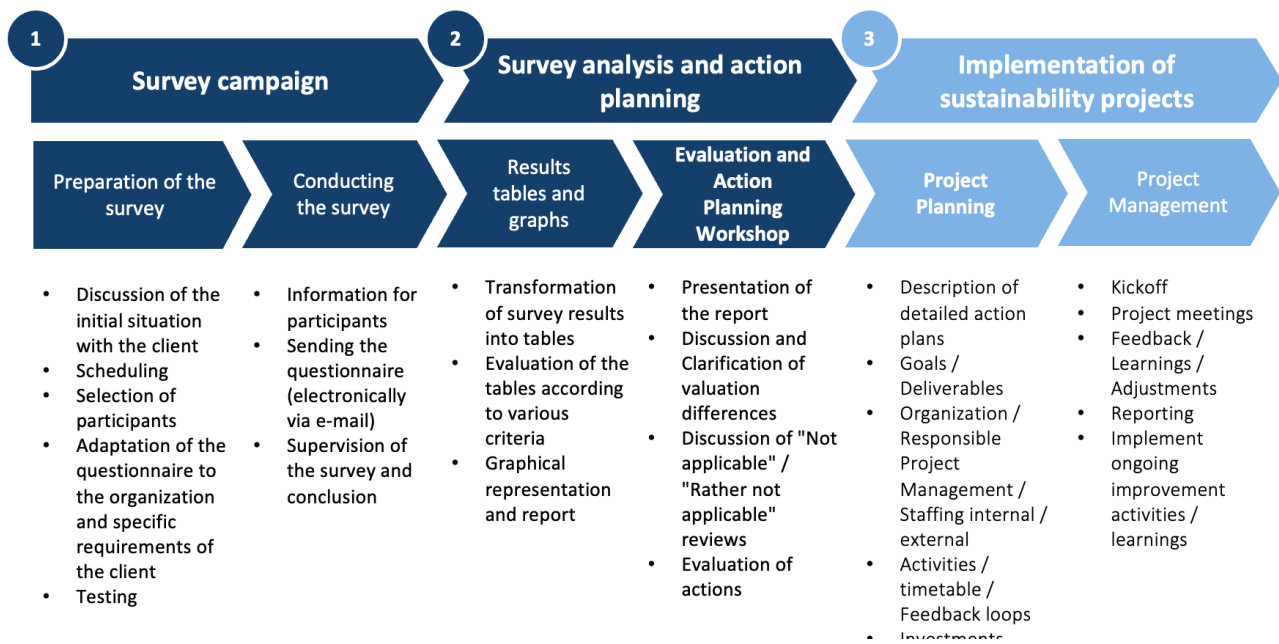 1
Survey campaign
2
Survey analysis and action
planning
3
Implementation of
sustainability projects
Preparation of the
survey
Conducting
the survey
Results
tables and
graphs
Evaluation and
Action
Planning
Workshop
Project
Planning
Project
Management
• Discussion of the
initial situation
with the client
• Scheduling
• Selection of
participants
• Adaptation of the
questionnaire to
the organization
and specific
requirements of
the client
• Testing
• Information for
participants
• Sending the
questionnaire
(electronically
via e-mail)
• Supervision of
the survey and
conclusion
• Transformation
of survey results
into tables
• Evaluation of the
tables according
to various
criteria
• Graphical
representation
and report
• Presentation of
the report
• Discussion and
Clarification of
valuation
differences
• Discussion of "Not
applicable" /
"Rather not
applicable"
reviews
• Evaluation of
actions
• Description of
detailed action
plans
• Goals /
Deliverables
• Organization /
Responsible
Project
Management /
Staffing internal /
external
• Activities /
timetable /
Feedback loops
• Investments
• Kickoff
• Project meetings
• Feedback /
Learnings /
Adjustments
• Reporting
• Implement
ongoing
improvement
activities /
learnings